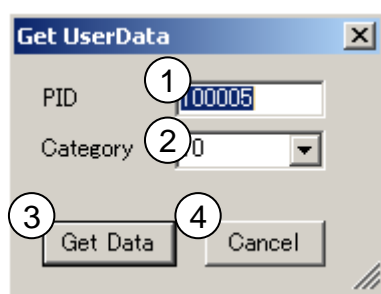 Get UserData
PID
1
100005
Category
2
0
3
Get Data
4
Cancel